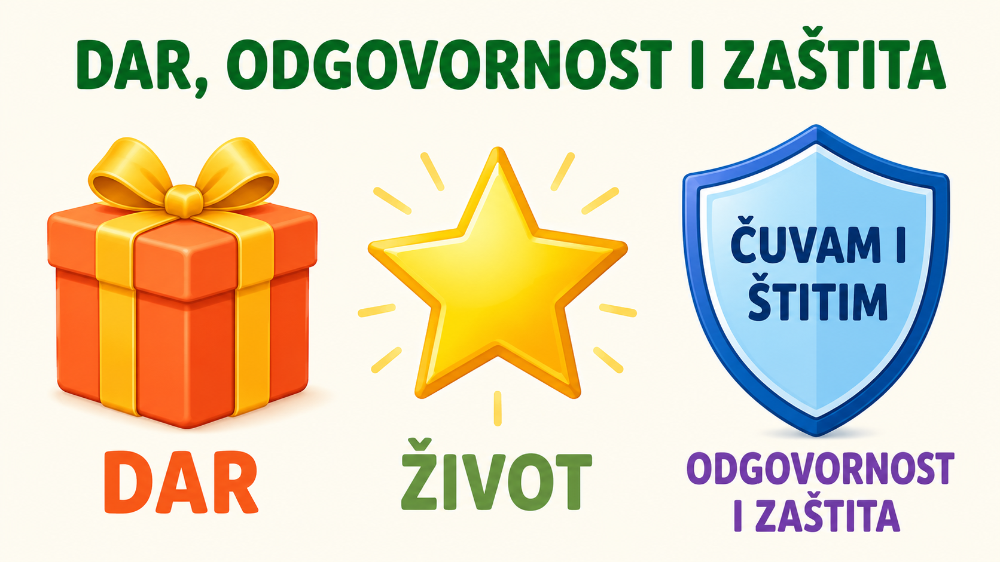 DAR, ODGOVORNOST I ZAŠTITA
ČUVAM I
ŠTITIM
DAR
ŽIVOT
ODGOVORNOST
I ZAŠTITA